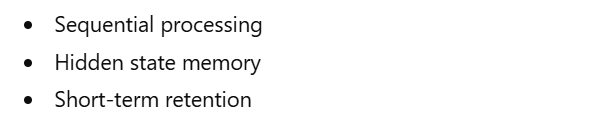 • Sequential processing
• Hidden state memory
• Short-term retention